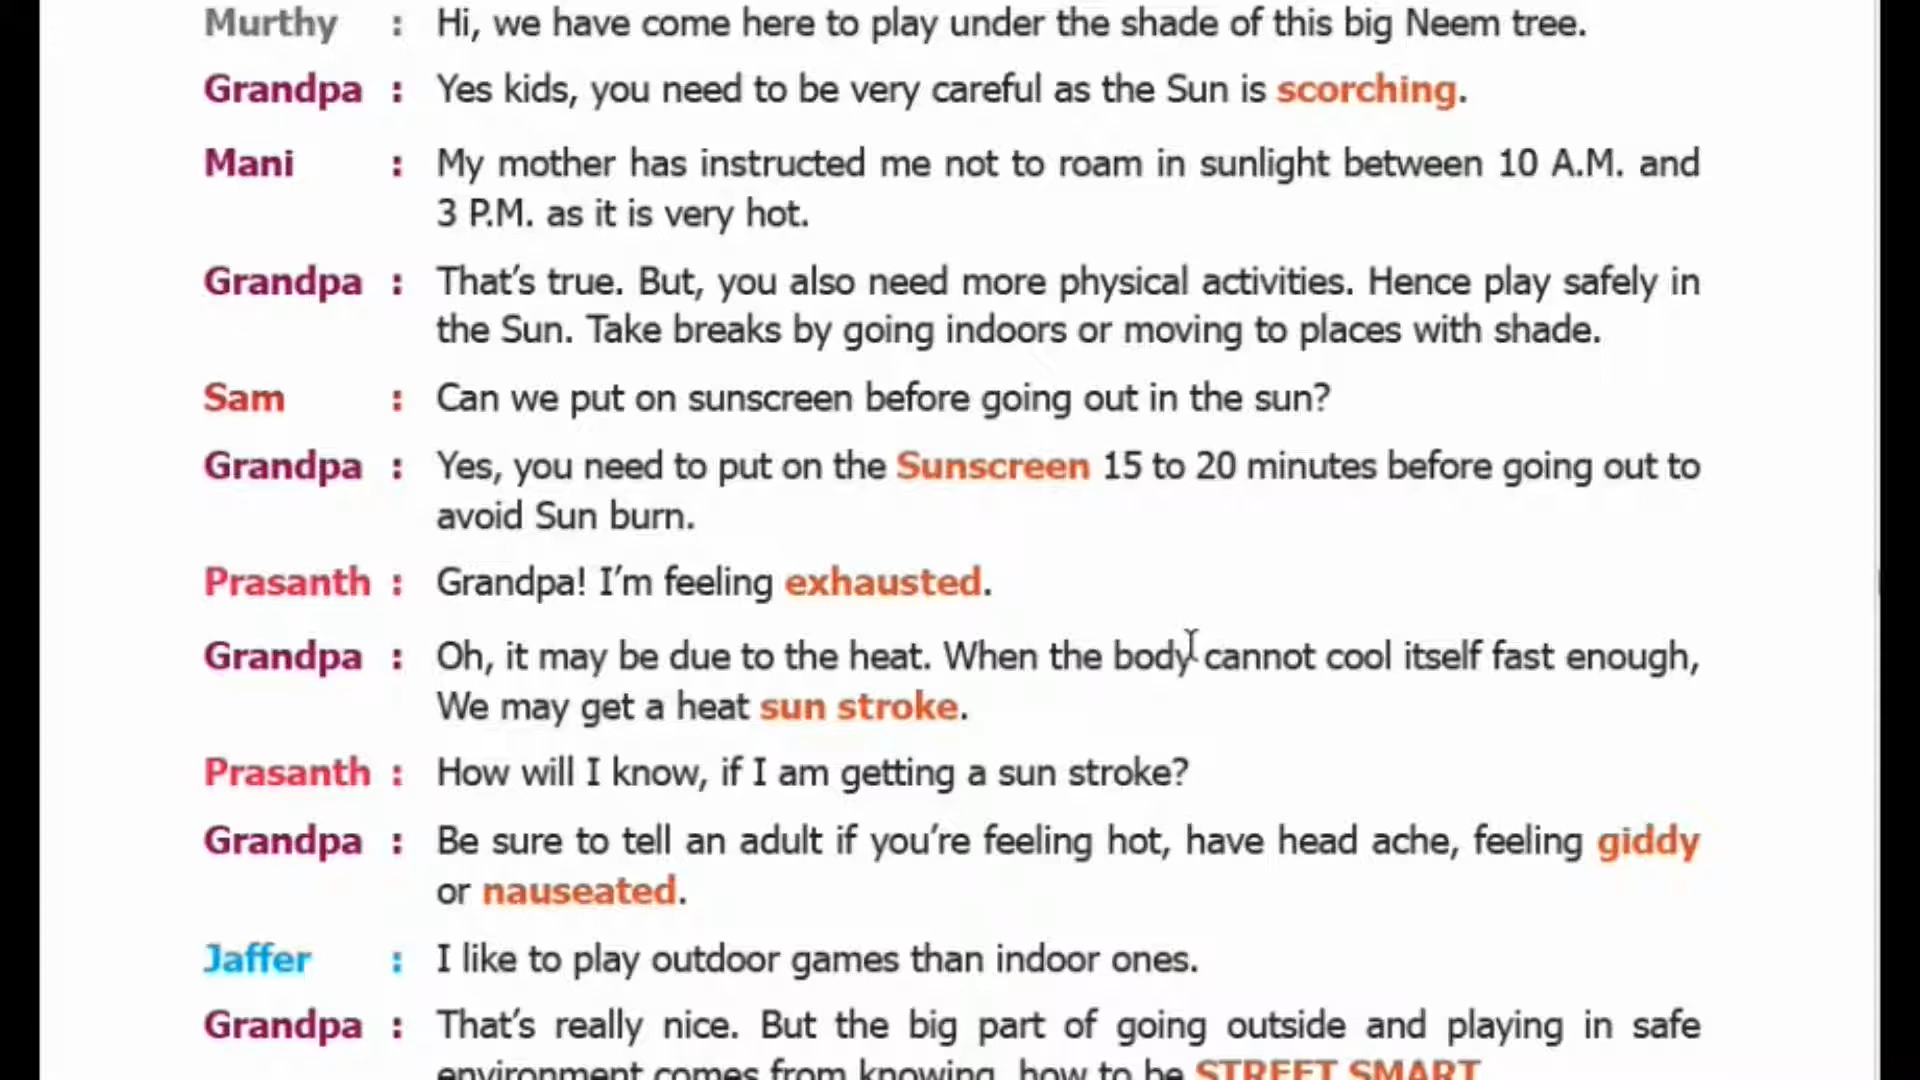 Murthy : Hi, we have come here to play under the shade of this big Neem tree.
Grandpa : Yes kids, you need to be very careful as the Sun is scorching.
Mani : My mother has instructed me not to roam in sunlight between 10 A.M. and
3 P.M. as it is very hot.
Grandpa : That's true. But, you also need more physical activities. Hence play safely in
the Sun. Take breaks by going indoors or moving to places with shade.
Sam : Can we put on sunscreen before going out in the sun?
Grandpa : Yes, you need to put on the Sunscreen 15 to 20 minutes before going out to
avoid Sun burn.
Prasanth : Grandpa! I'm feeling exhausted.
Grandpa : Oh, it may be due to the heat. When the body cannot cool itself fast enough,
We may get a heat sun stroke.
Prasanth : How will I know, if I am getting a sun stroke?
Grandpa : Be sure to tell an adult if you're feeling hot, have head ache, feeling giddy
or nauseated.
Jaffer : I like to play outdoor games than indoor ones.
Grandpa : That's really nice. But the big part of going outside and playing in safe
environment comes from knowing, how to be STREET SMART